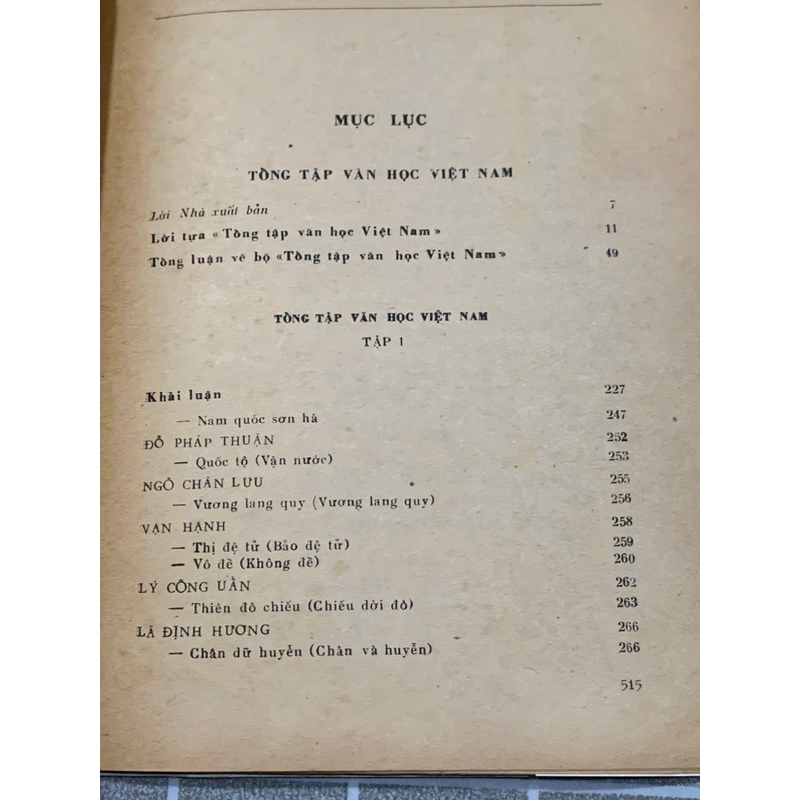 MỤC LỤC
TỔNG TẬP VĂN HỌC VIỆT NAM
Lời Nhà xuất bản 7
Lời tựa «Tổng tập văn học Việt Nam» 11
Tổng luận về bộ «Tổng tập văn học Việt Nam» 49
TỔNG TẬP VĂN HỌC VIỆT NAM
TẬP 1
Khải luận 227
— Nam quốc sơn hà 247
ĐỖ PHÁP THUẬN 252
— Quốc tộ (Vận nước) 253
NGÔ CHÂN LƯU 255
— Vương lang quy (Vương lang quy) 256
VẠN HẠNH 258
— Thị đệ tử (Bảo đệ tử) 259
— Vô đề (Không đề) 260
LÝ CÔNG UẨN 262
— Thiên đô chiếu (Chiếu dời đô) 263
LÃ ĐỊNH HƯƠNG 266
— Chân dữ huyễn (Chân và huyễn) 266
515